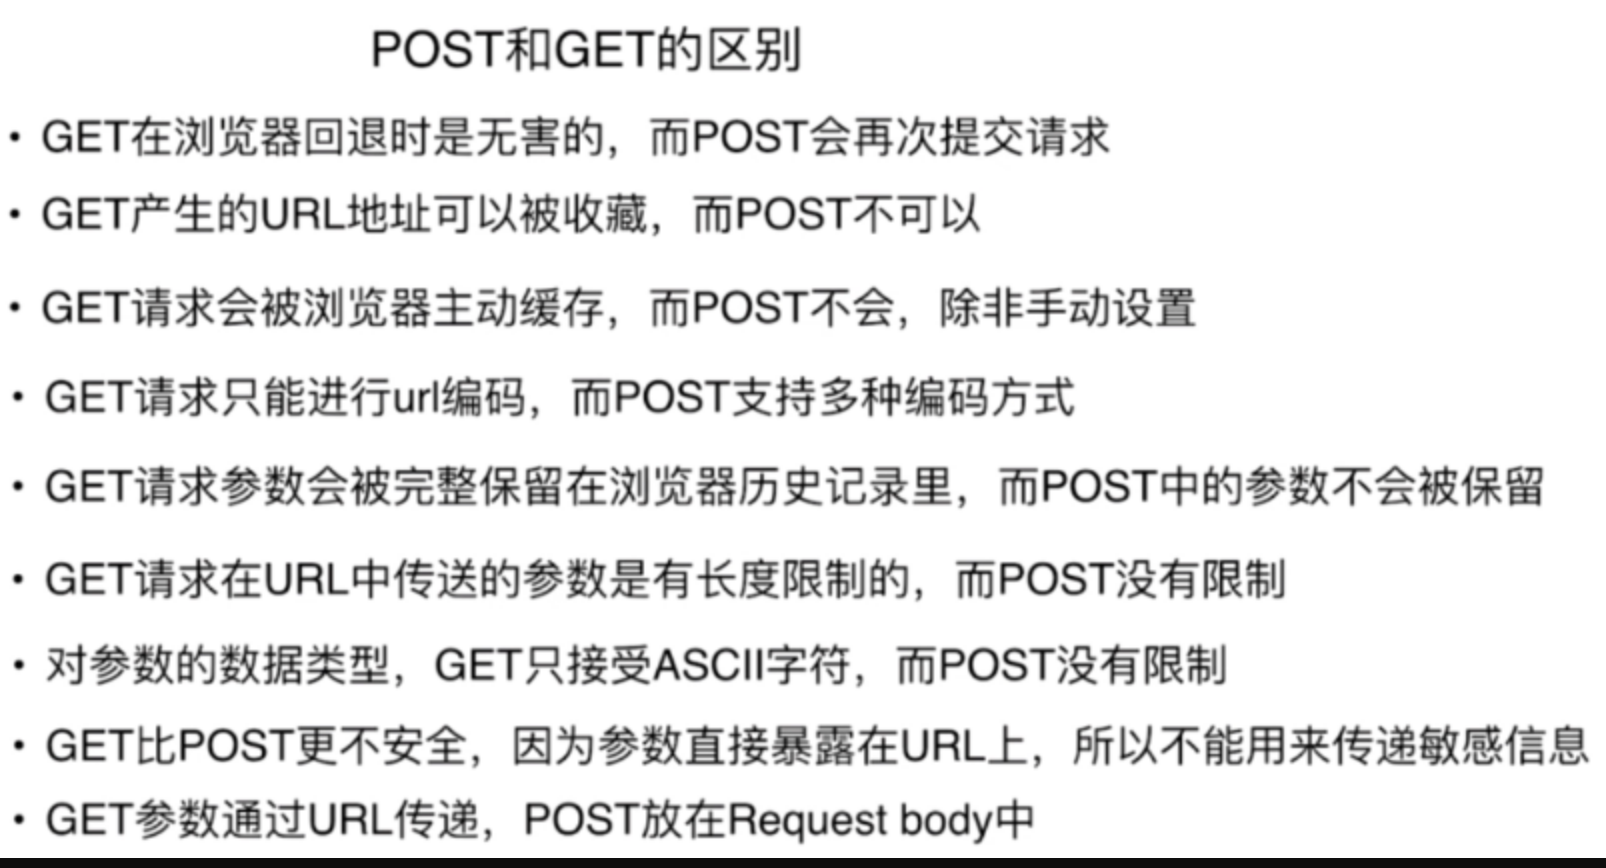 POST和GET的区别
• GET在浏览器回退时是无害的，而POST会再次提交请求
• GET产生的URL地址可以被收藏，而POST不可以
• GET请求会被浏览器主动缓存，而POST不会，除非手动设置
• GET请求只能进行url编码，而POST支持多种编码方式
• GET请求参数会被完整保留在浏览器历史记录里，而POST中的参数不会被保留
• GET请求在URL中传送的参数是有长度限制的，而POST没有限制
• 对参数的数据类型，GET只接受ASCII字符，而POST没有限制
• GET比POST更不安全，因为参数直接暴露在URL上，所以不能用来传递敏感信息
• GET参数通过URL传递，POST放在Request body中